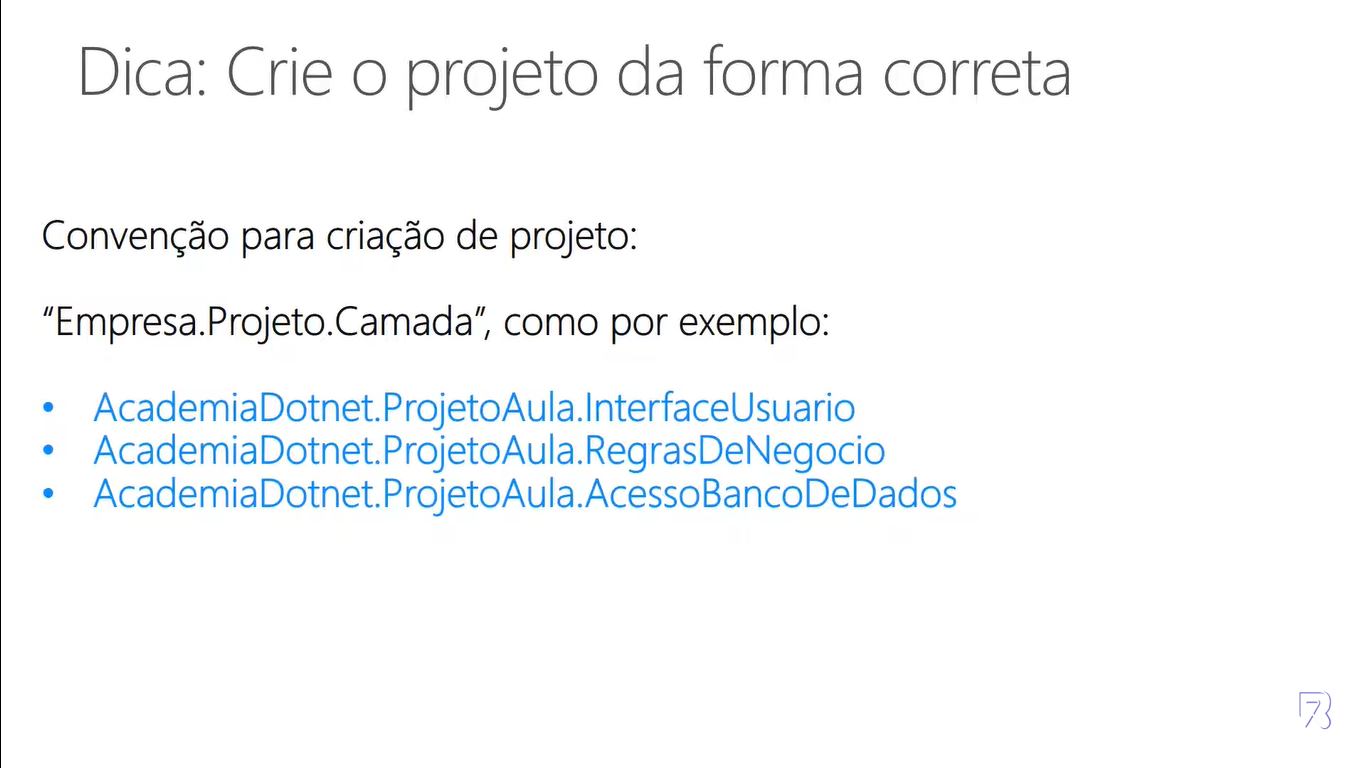 Dica: Crie o projeto da forma correta
Convenção para criação de projeto:
“Empresa.Projeto.Camada”, como por exemplo:
• AcademiaDotnet.ProjetoAula.InterfaceUsuario
• AcademiaDotnet.ProjetoAula.RegrasDeNegocio
• AcademiaDotnet.ProjetoAula.AcessoBancoDeDados